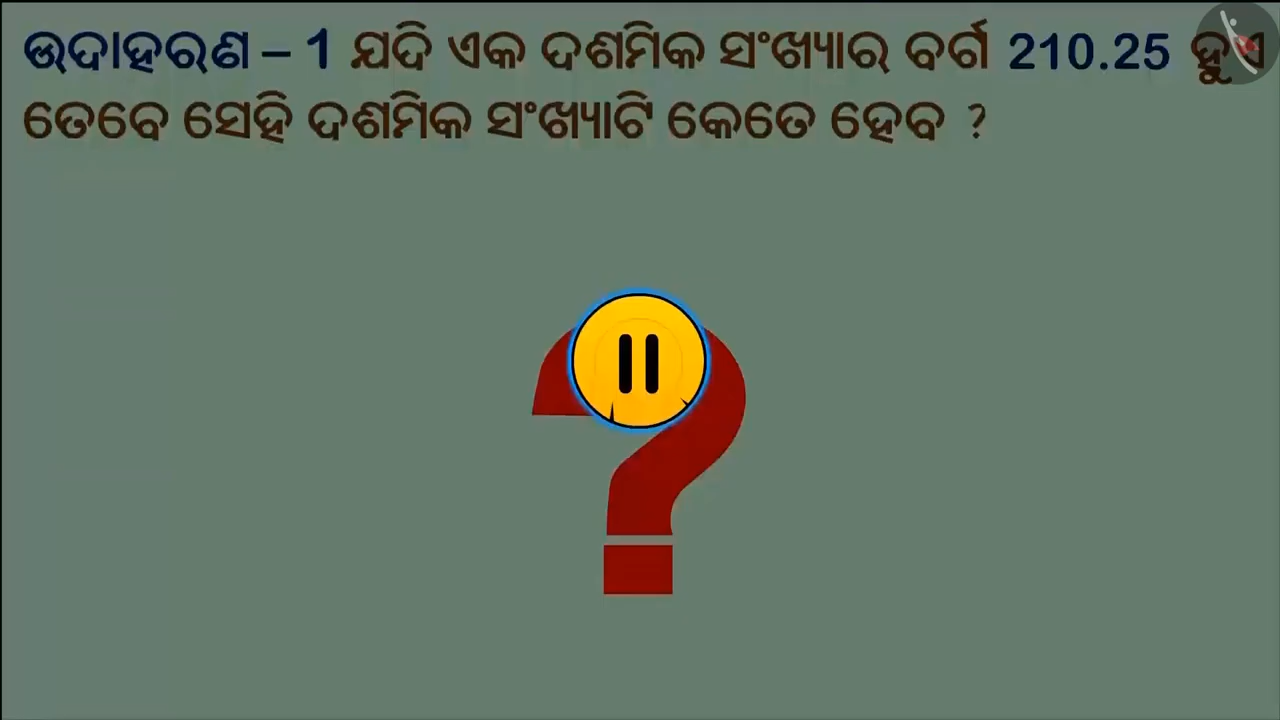 ଉଦାହରଣ – 1 ଯଦି ଏକ ଦଶମିକ ସଂଖ୍ୟାର ବର୍ଗ 210.25 ହୁଏ
ତେବେ ସେହି ଦଶମିକ ସଂଖ୍ୟାଟି କେତେ ହେବ ?